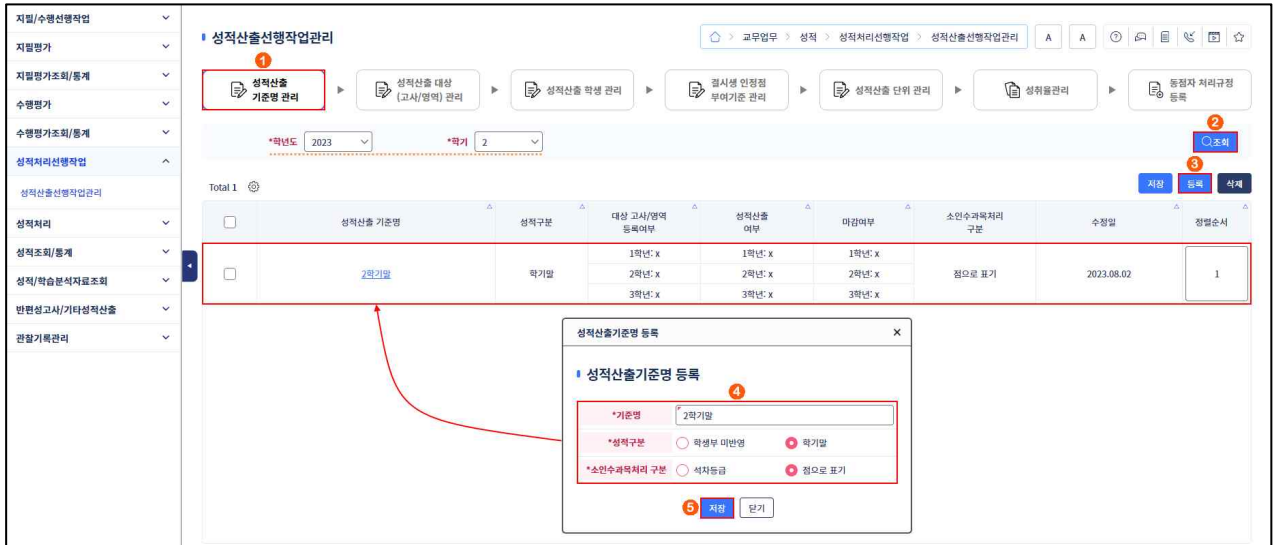 지필/수행선행작업
지필평가
지필평가조회/통계
수행평가
수행평가조회/통계
성적처리선행작업
성적산출선행작업관리
성적처리
성적조회/통계
성적/학습분석자료조회
반편성고사/기타성적산출
관찰기록관리
성적산출선행작업관리
교무업무 > 성적 > 성적처리선행작업 > 성적산출선행작업관리
A A
1
성적산출
기준명 관리
성적산출 대상
(고사/영역) 관리
성적산출 학생 관리
결시생 인정점
부여기준 관리
성적산출 단위 관리
성취율관리
동점자 처리규정
등록
*학년도 2023 *학기 2
2
조회
3
Total 1
저장 등록 삭제
성적산출 기준명 성적구분 대상 고사/영역 등록여부 성적산출 여부 마감여부 소인수과목처리 구분 수정일 정렬순서
1학년: x 1학년: x 1학년: x
2학기말 학기말 2학년: x 2학년: x 2학년: x 점으로 표기 2023.08.02 1
3학년: x 3학년: x 3학년: x
성적산출기준명 등록 ×
성적산출기준명 등록
4
*기준명 2학기말
*성적구분 학생부 미반영 학기말
*소인수과목처리 구분 석차등급 점으로 표기
5 저장 닫기